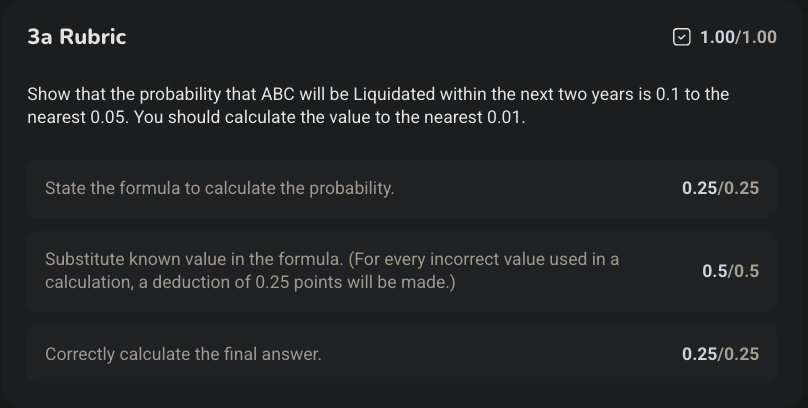 3a Rubric 1.00/1.00
Show that the probability that ABC will be Liquidated within the next two years is 0.1 to the
nearest 0.05. You should calculate the value to the nearest 0.01.
State the formula to calculate the probability. 0.25/0.25
Substitute known value in the formula. (For every incorrect value used in a
calculation, a deduction of 0.25 points will be made.) 0.5/0.5
Correctly calculate the final answer. 0.25/0.25